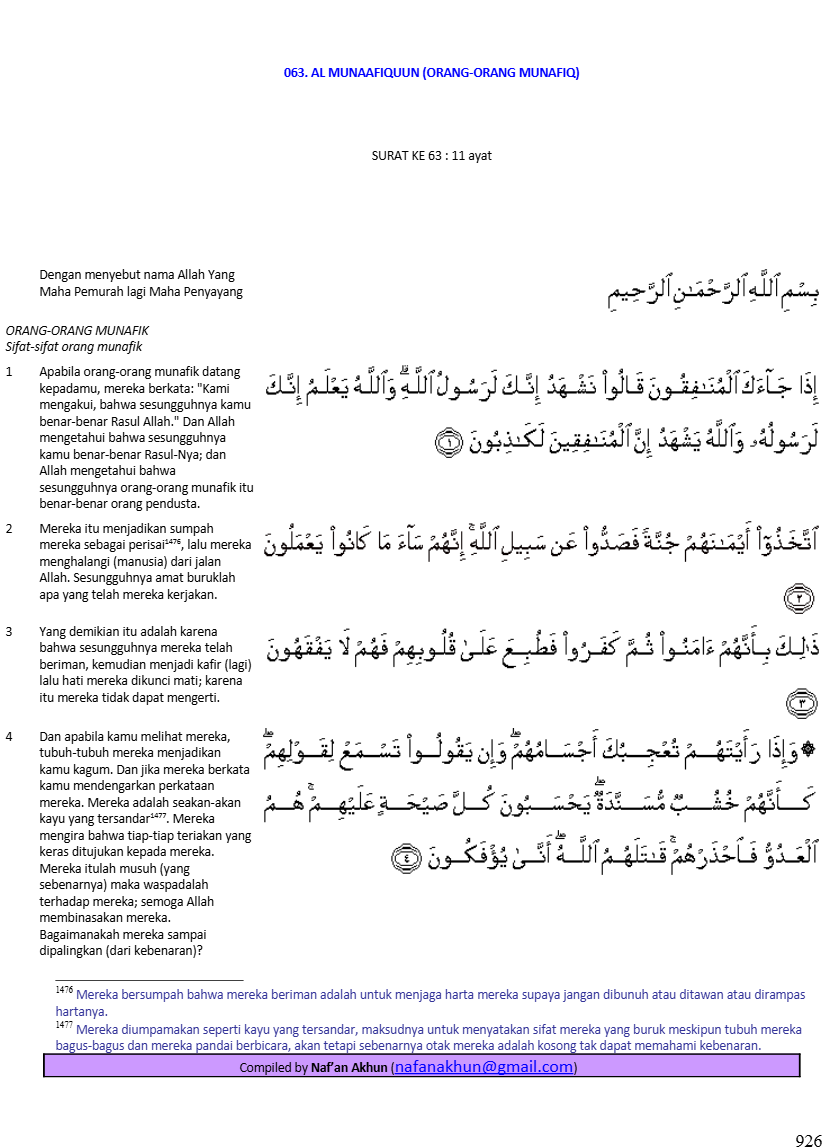 063. AL MUNAAFIQUUN (ORANG-ORANG MUNAFIQ)
SURAT KE 63 : 11 ayat
Dengan menyebut nama Allah Yang
Maha Pemurah lagi Maha Penyayang
بِسْمِ ٱللَّهِ ٱلرَّحْمَـٰنِ ٱلرَّحِيمِ
ORANG-ORANG MUNAFIK
Sifat-sifat orang munafik
1 Apabila orang-orang munafik datang
kepadamu, mereka berkata: "Kami
mengakui, bahwa sesungguhnya kamu
benar-benar Rasul Allah." Dan Allah
mengetahui bahwa sesungguhnya
kamu benar-benar Rasul-Nya; dan
Allah mengetahui bahwa
sesungguhnya orang-orang munafik itu
benar-benar orang pendusta.
إِذَا جَآءَكَ ٱلْمُنَـٰفِقُونَ قَالُوا۟ نَشْهَدُ إِنَّكَ لَرَسُولُ ٱللَّهِ ۗ وَٱللَّهُ يَعْلَمُ إِنَّكَ
لَرَسُولُهُۥ وَٱللَّهُ يَشْهَدُ إِنَّ ٱلْمُنَـٰفِقِينَ لَكَـٰذِبُونَ ١
2 Mereka itu menjadikan sumpah
mereka sebagai perisai1476, lalu mereka
menghalangi (manusia) dari jalan
Allah. Sesungguhnya amat buruklah
apa yang telah mereka kerjakan.
ٱتَّخَذُوٓا۟ أَيْمَـٰنَهُمْ جُنَّةً فَصَدُّوا۟ عَن سَبِيلِ ٱللَّهِ ۚ إِنَّهُمْ سَآءَ مَا كَانُوا۟ يَعْمَلُونَ
٢
3 Yang demikian itu adalah karena
bahwa sesungguhnya mereka telah
beriman, kemudian menjadi kafir (lagi)
lalu hati mereka dikunci mati; karena
itu mereka tidak dapat mengerti.
ذَٰلِكَ بِأَنَّهُمْ ءَامَنُوا۟ ثُمَّ كَفَرُوا۟ فَطُبِعَ عَلَىٰ قُلُوبِهِمْ فَهُمْ لَا يَفْقَهُونَ
٣
4 Dan apabila kamu melihat mereka,
tubuh-tubuh mereka menjadikan
kamu kagum. Dan jika mereka berkata
kamu mendengarkan perkataan
mereka. Mereka adalah seakan-akan
kayu yang tersandar1477. Mereka
mengira bahwa tiap-tiap teriakan yang
keras ditujukan kepada mereka.
Mereka itulah musuh (yang
sebenarnya) maka waspadalah
terhadap mereka; semoga Allah
membinasakan mereka.
Bagaimanakah mereka sampai
dipalingkan (dari kebenaran)?
۞ وَإِذَا رَأَيْتَهُمْ تُعْجِبُكَ أَجْسَامُهُمْ ۖ وَإِن يَقُولُوا۟ تَسْمَعْ لِقَوْلِهِمْ ۖ
كَأَنَّهُمْ خُشُبٌ مُّسَنَّدَةٌ ۖ يَحْسَبُونَ كُلَّ صَيْحَةٍ عَلَيْهِمْ ۚ هُمُ
ٱلْعَدُوُّ فَٱحْذَرْهُمْ ۚ قَـٰتَلَهُمُ ٱللَّهُ ۖ أَنَّىٰ يُؤْفَكُونَ ٤
1476 Mereka bersumpah bahwa mereka beriman adalah untuk menjaga harta mereka supaya jangan dibunuh atau ditawan atau dirampas
hartanya.
1477 Mereka diumpamakan seperti kayu yang tersandar, maksudnya untuk menyatakan sifat mereka yang buruk meskipun tubuh mereka
bagus-bagus dan mereka pandai berbicara, akan tetapi sebenarnya otak mereka adalah kosong tak dapat memahami kebenaran.
Compiled by Naf'an Akhun (nafanakhun@gmail.com)
926